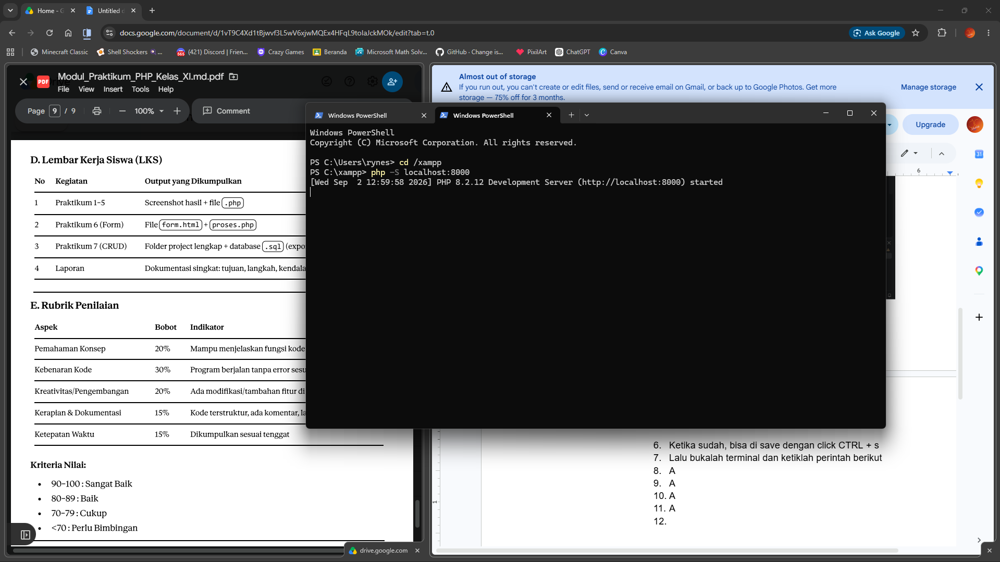 Home - G
Untitled d
docs.google.com/document/d/1vT9C4Xd1tBjwvf3L5wV6xjwMQEx4HFqL9toIaJckMOk/edit?tab=t.0
Ask Google
Minecraft Classic
Shell Shockers
...
(421) Discord | Frien...
Crazy Games
Beranda
Microsoft Math Solv...
GitHub · Change is...
PixilArt
ChatGPT
Canva
PDF
Modul_Praktikum_PHP_Kelas_XI.md.pdf
File View Insert Tools Help
Page 9 / 9
100%
Comment
D. Lembar Kerja Siswa (LKS)
No Kegiatan Output yang Dikumpulkan
1 Praktikum 1–5 Screenshot hasil + file .php
2 Praktikum 6 (Form) File form.html + proses.php
3 Praktikum 7 (CRUD) Folder project lengkap + database .sql (expo
4 Laporan Dokumentasi singkat: tujuan, langkah, kendala
E. Rubrik Penilaian
Aspek Bobot Indikator
Pemahaman Konsep 20% Mampu menjelaskan fungsi kode
Kebenaran Kode 30% Program berjalan tanpa error sesu
Kreativitas/Pengembangan 20% Ada modifikasi/tambahan fitur di
Kerapian & Dokumentasi 15% Kode terstruktur, ada komentar, la
Ketepatan Waktu 15% Dikumpulkan sesuai tenggat
Kriteria Nilai:
• 90–100 : Sangat Baik
• 80–89 : Baik
• 70–79 : Cukup
• <70 : Perlu Bimbingan
drive.google.com
Almost out of storage
If you run out, you can't create or edit files, send or receive email on Gmail, or back up to Google Photos. Get more
storage — 75% off for 3 months.
Manage storage
Upgrade
31
6
Windows PowerShell
Windows PowerShell
Windows PowerShell
Copyright (C) Microsoft Corporation. All rights reserved.
PS C:\Users\rynes> cd /xampp
PS C:\xampp> php -S localhost:8000
[Wed Sep  2 12:59:58 2026] PHP 8.2.12 Development Server (http://localhost:8000) started
6. Ketika sudah, bisa di save dengan click CTRL + s
7. Lalu bukalah terminal dan ketiklah perintah berikut
8. A
9. A
10. A
11. A
12.
1